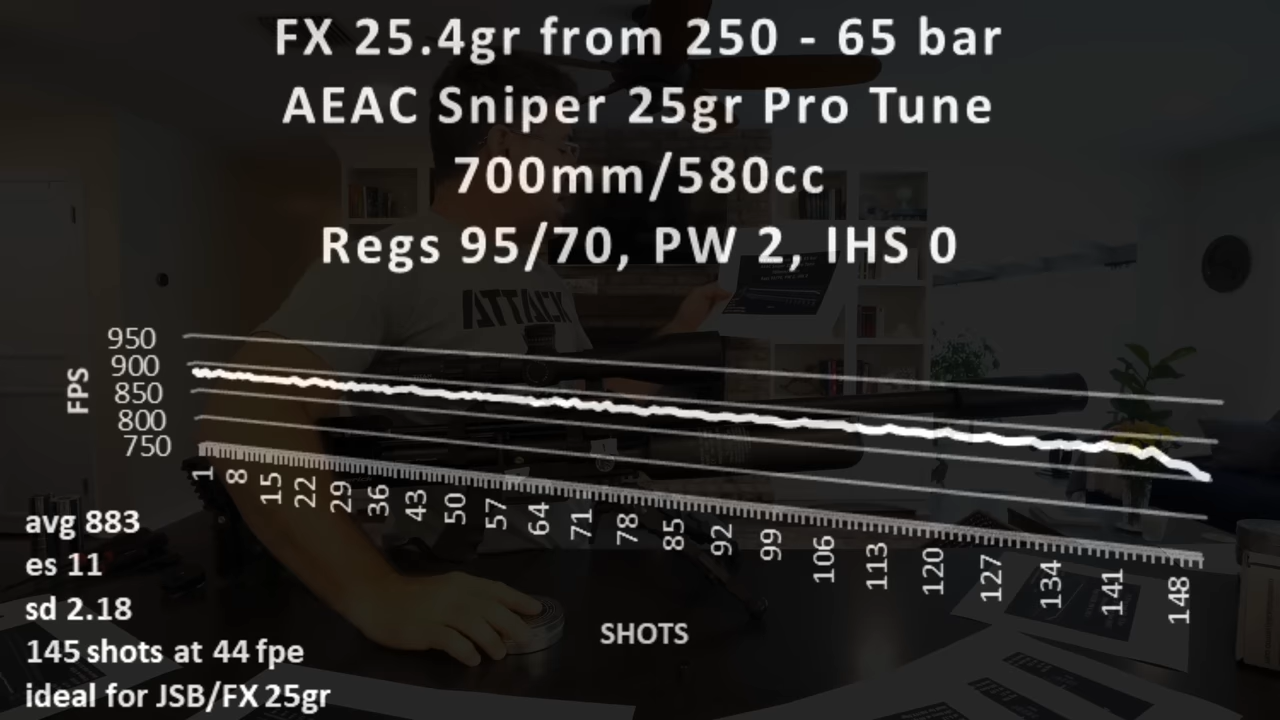 FX 25.4gr from 250 - 65 bar
AEAC Sniper 25gr Pro Tune
700mm/580cc
Regs 95/70, PW 2, IHS 0
ATTACK
950
900
850
800
750
FPS
1 8 15 22 29 36 43 50 57 64 71 78 85 92 99 106 113 120 127 134 141 148
SHOTS
avg 883
es 11
sd 2.18
145 shots at 44 fpe
ideal for JSB/FX 25gr